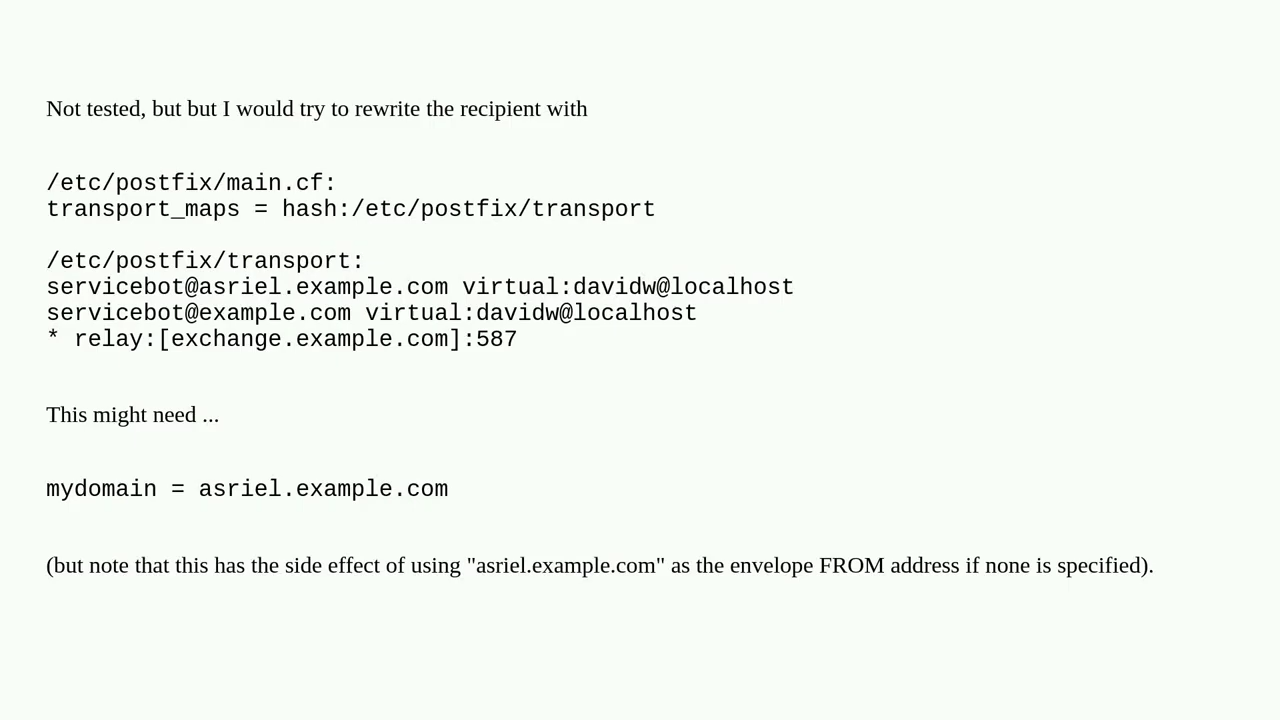 Not tested, but but I would try to rewrite the recipient with
/etc/postfix/main.cf:
transport_maps = hash:/etc/postfix/transport
/etc/postfix/transport:
servicebot@asriel.example.com virtual:davidw@localhost
servicebot@example.com virtual:davidw@localhost
* relay:[exchange.example.com]:587
This might need ...
mydomain = asriel.example.com
(but note that this has the side effect of using "asriel.example.com" as the envelope FROM address if none is specified).